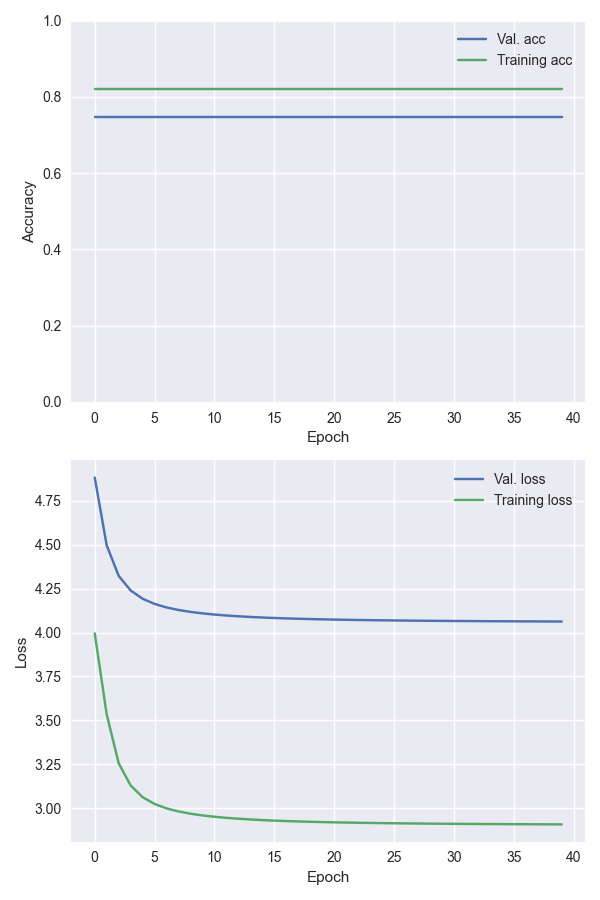 1.0
0.8
0.6
0.4
0.2
0.0
Accuracy
Val. acc
Training acc
0 5 10 15 20 25 30 35 40
Epoch
4.75
4.50
4.25
4.00
3.75
3.50
3.25
3.00
Loss
Val. loss
Training loss
0 5 10 15 20 25 30 35 40
Epoch